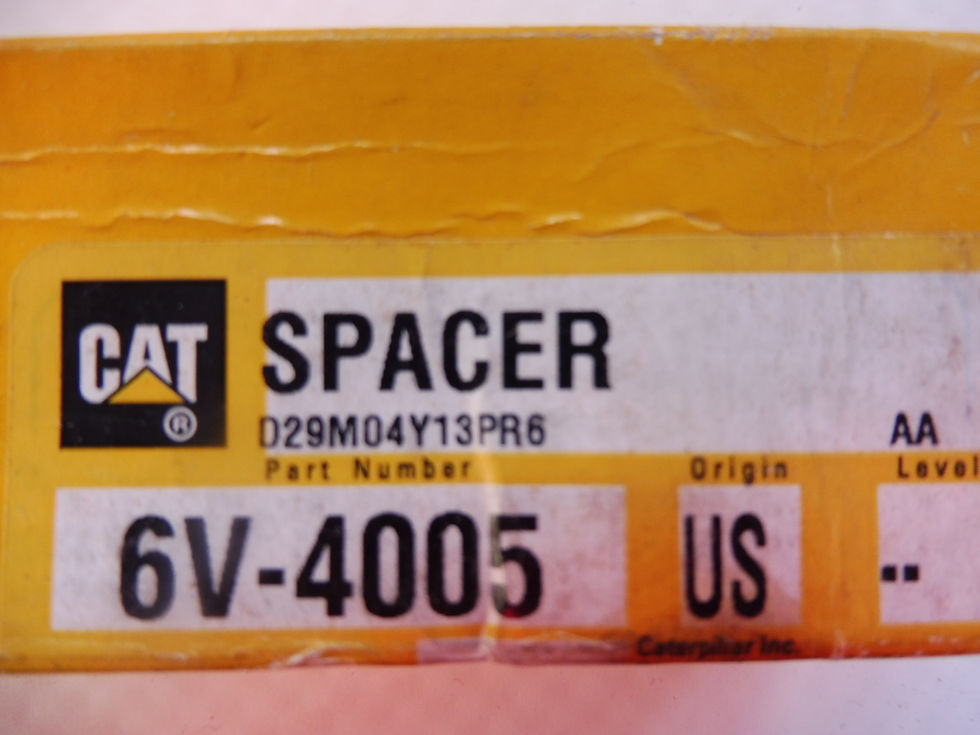 CAT
®
SPACER
D29M04Y13PR6 AA
Part Number Origin Level
6V-4005 US --
Caterpillar Inc.